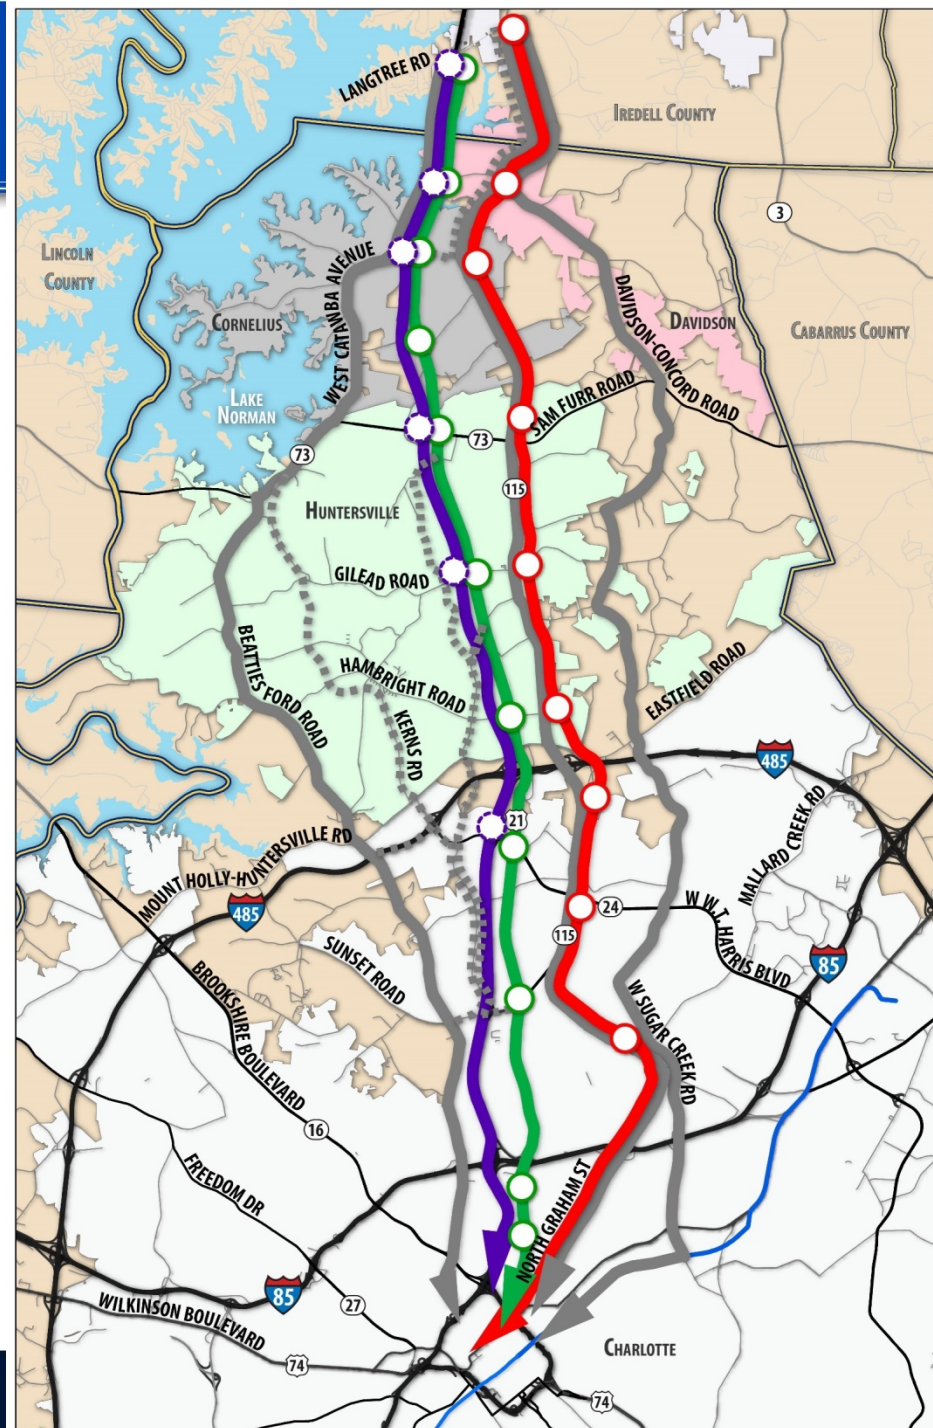 LANGTREE RD
IREDELL COUNTY
3
LINCOLN
COUNTY
WEST CATAWBA AVENUE
CORNELIUS
DAVIDSON-CONCORD ROAD
DAVIDSON
CABARRUS COUNTY
LAKE
NORMAN
SAM FURR ROAD
73
73
115
HUNTERSVILLE
GILEAD ROAD
BEATTIES FORD ROAD
HAMBRIGHT ROAD
KERNS RD
EASTFIELD ROAD
485
21
MALLARD CREEK RD
MOUNT HOLLY-HUNTERSVILLE RD
485
24
W W.T. HARRIS BLVD
115
SUNSET ROAD
85
BROOKSHIRE BOULEVARD
W SUGAR CREEK RD
16
FREEDOM DR
NORTH GRAHAM ST
85
27
WILKINSON BOULEVARD
CHARLOTTE
74
74